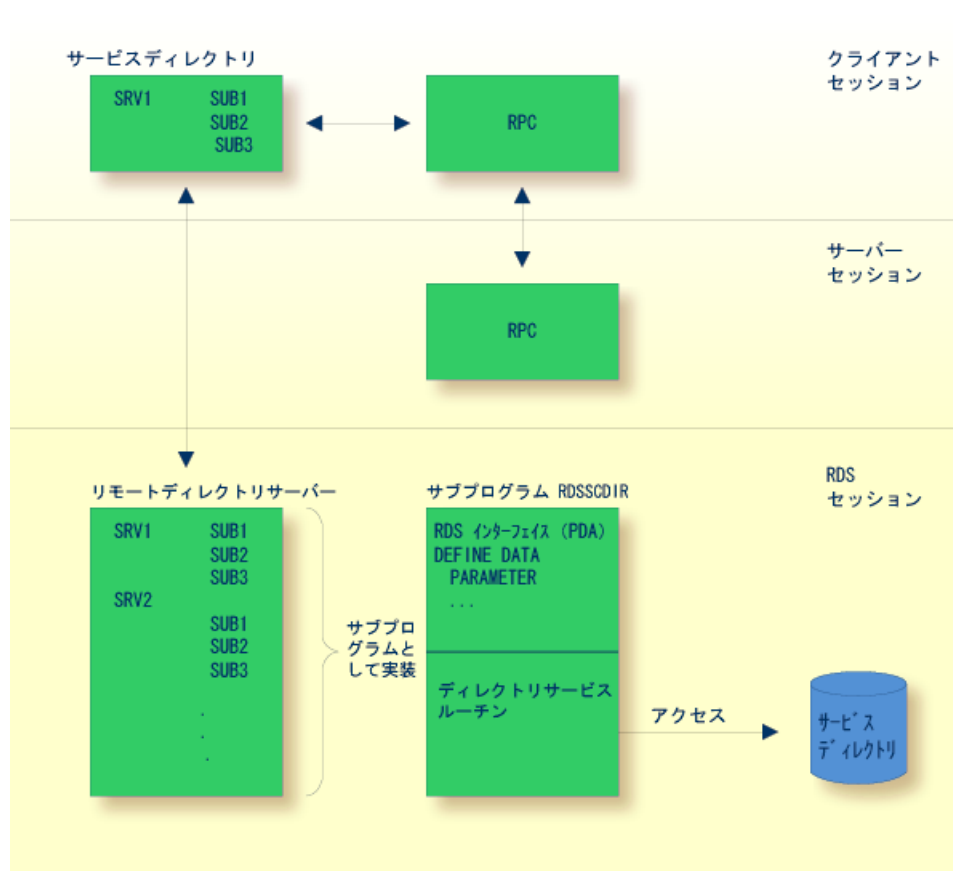 サービスディレクトリ
SRV1 SUB1
SUB2
SUB3
RPC
クライアント
セッション
RPC
サーバー
セッション
RDS
セッション
リモートディレクトリサーバー
SRV1 SUB1
SUB2
SUB3
SRV2
SUB1
SUB2
SUB3
.
.
.
サブプロ
グラムと
して実装
サブプログラム RDSSCDIR
RDS インターフェイス (PDA)
DEFINE DATA
PARAMETER
...
ディレクトリサービス
ルーチン
アクセス
サービス
ディレクトリ